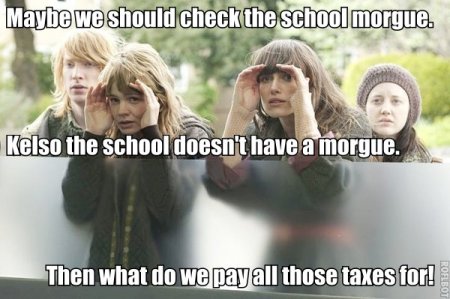 Maybe we should check the school morgue.
Kelso the school doesn't have a morgue.
Then what do we pay all those taxes for!
ROFLBOT